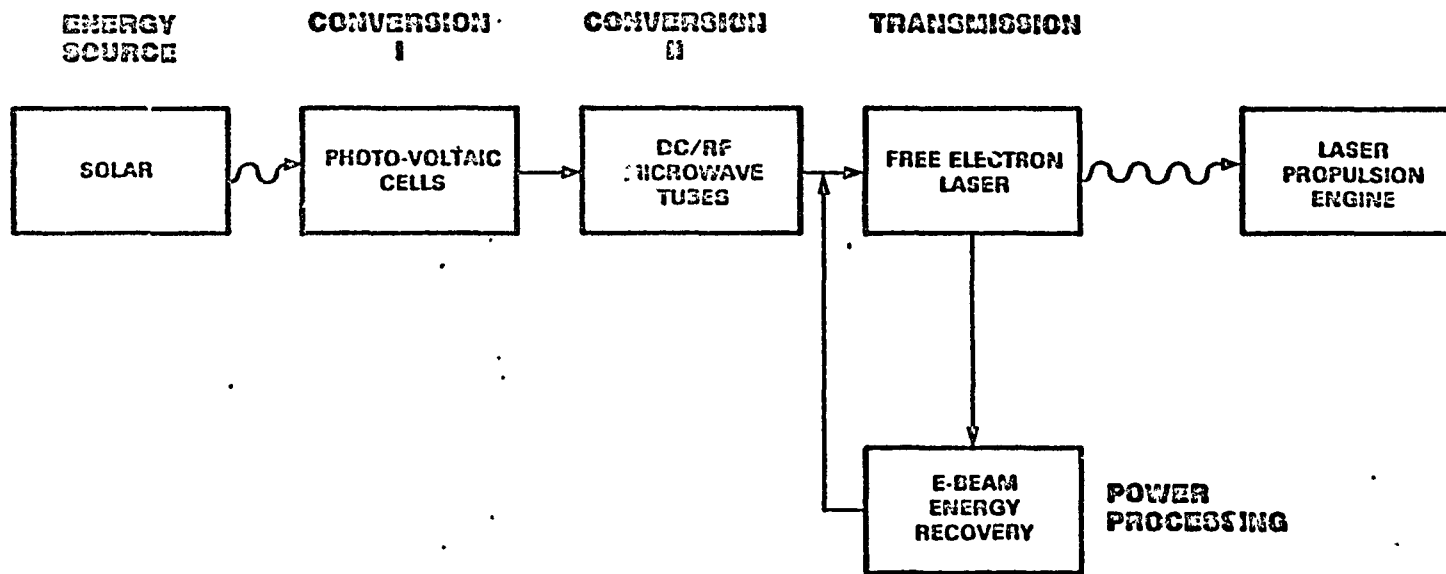 ENERGY
SOURCE
CONVERSION
I
CONVERSION
II
TRANSMISSION
SOLAR
PHOTO-VOLTAIC
CELLS
DC/RF
MICROWAVE
TUBES
FREE ELECTRON
LASER
LASER
PROPULSION
ENGINE
E-BEAM
ENERGY
RECOVERY
POWER
PROCESSING